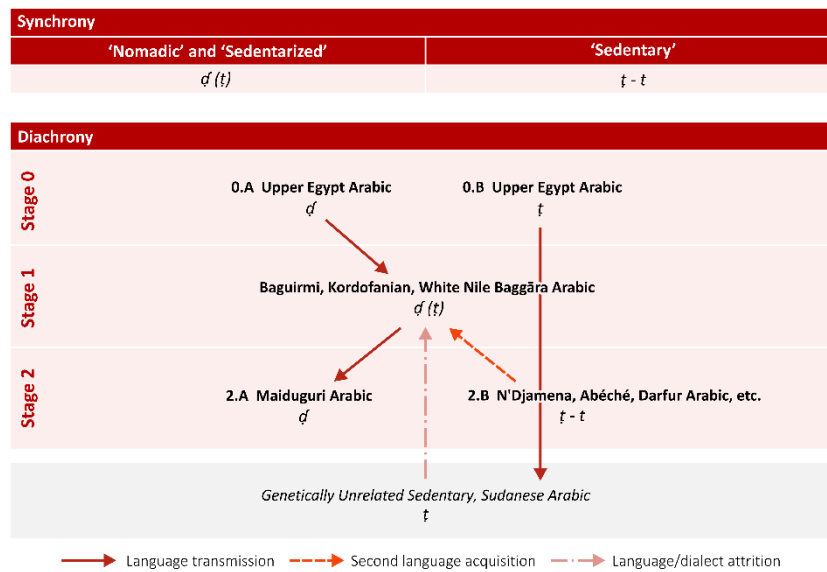 Synchrony
'Nomadic' and 'Sedentarized' 'Sedentary'
ɗ̣ (ṭ) ṭ - t
Diachrony
Stage 0
0.A Upper Egypt Arabic 0.B Upper Egypt Arabic
ɗ̣ ṭ
Stage 1
Baguirmi, Kordofanian, White Nile Baggāra Arabic
ɗ̣ (ṭ)
Stage 2
2.A Maiduguri Arabic 2.B N'Djamena, Abéché, Darfur Arabic, etc.
ɗ̣ ṭ - t
Genetically Unrelated Sedentary, Sudanese Arabic
ṭ
Language transmission Second language acquisition Language/dialect attrition